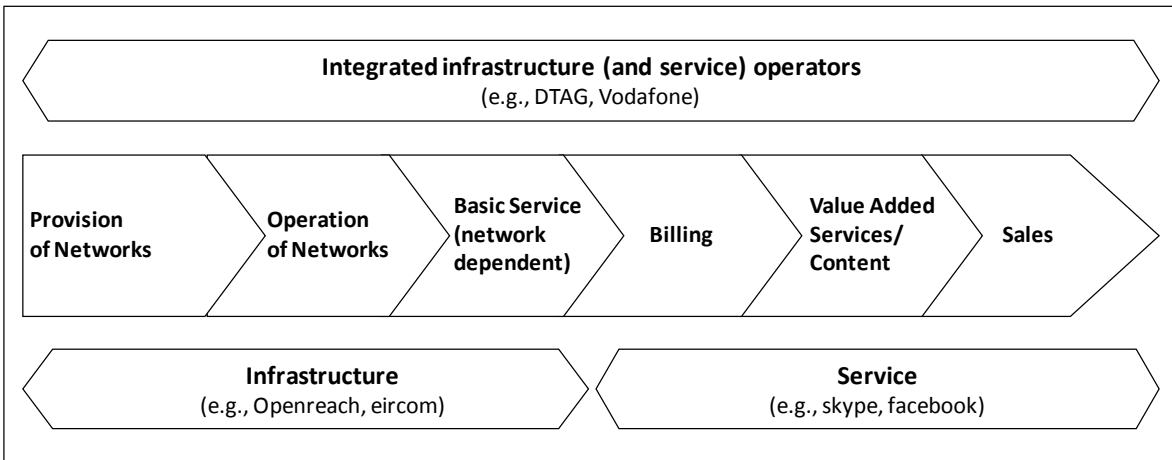 Integrated infrastructure (and service) operators
(e.g., DTAG, Vodafone)
Provision
of Networks
Operation
of Networks
Basic Service
(network
dependent)
Billing
Value Added
Services/
Content
Sales
Infrastructure
(e.g., Openreach, eircom)
Service
(e.g., skype, facebook)